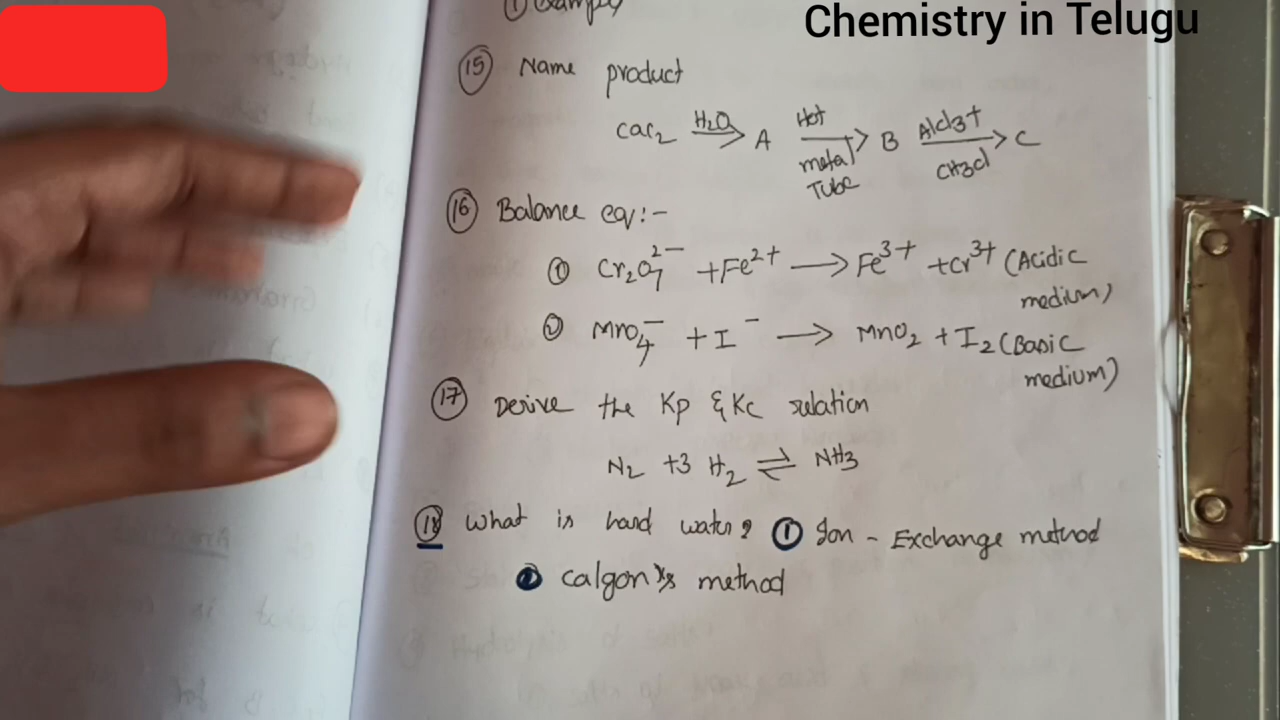 Chemistry in Telugu
① Example
⑮ Name product
CaC2 H2O→ A Hot metal Tube→ B Alcl3+ CH3cl→ C
⑯ Balance eq:-
① Cr2O7 2- + Fe2+ → Fe3+ + Cr3+ (Acidic
medium)
MnO4- + I- → MnO2 + I2 (Basic
medium)
⑰ Derive the Kp & Kc relation
N2 + 3 H2 ⇌ NH3
⑱ What is hard water? ① Ion - Exchange method
② calgon's method